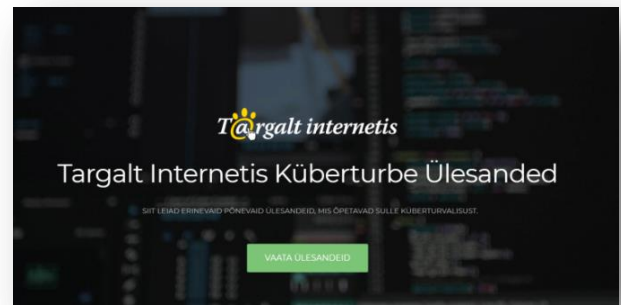 T@rgalt internetis
Targalt Internetis Küberturbe Ülesanded
SIIT LEIAD ERINEVAID PÕNEVAID ÜLESANDEID, MIS ÕPETAVAD SULLE KÜBERTURVALISUST.
VAATA ÜLESANDEID